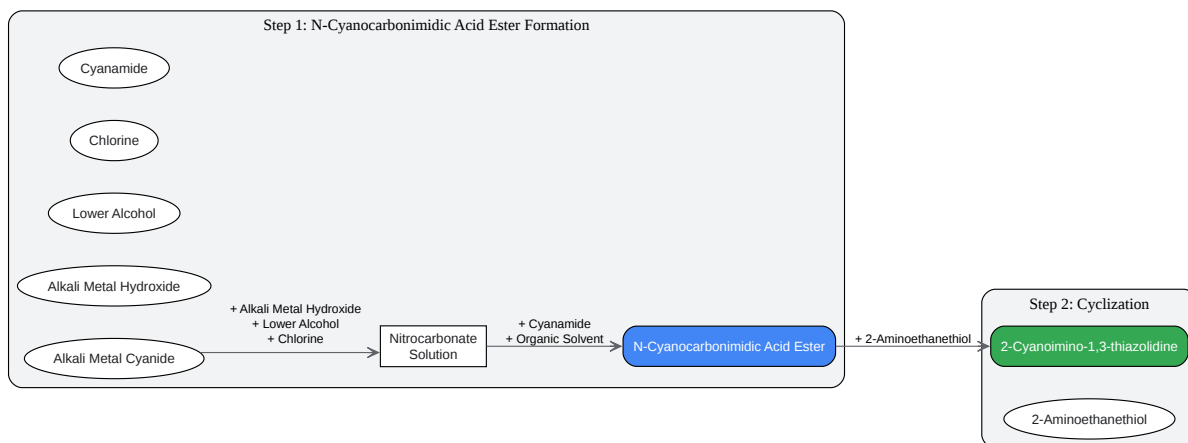 Step 1: N-Cyanocarbonimidic Acid Ester Formation
Cyanamide
Chlorine
Lower Alcohol
Alkali Metal Hydroxide
Alkali Metal Cyanide
+ Alkali Metal Hydroxide
+ Lower Alcohol
+ Chlorine
Nitrocarbonate
Solution
+ Cyanamide
+ Organic Solvent
N-Cyanocarbonimidic Acid Ester
+ 2-Aminoethanethiol
Step 2: Cyclization
2-Cyanoimino-1,3-thiazolidine
2-Aminoethanethiol